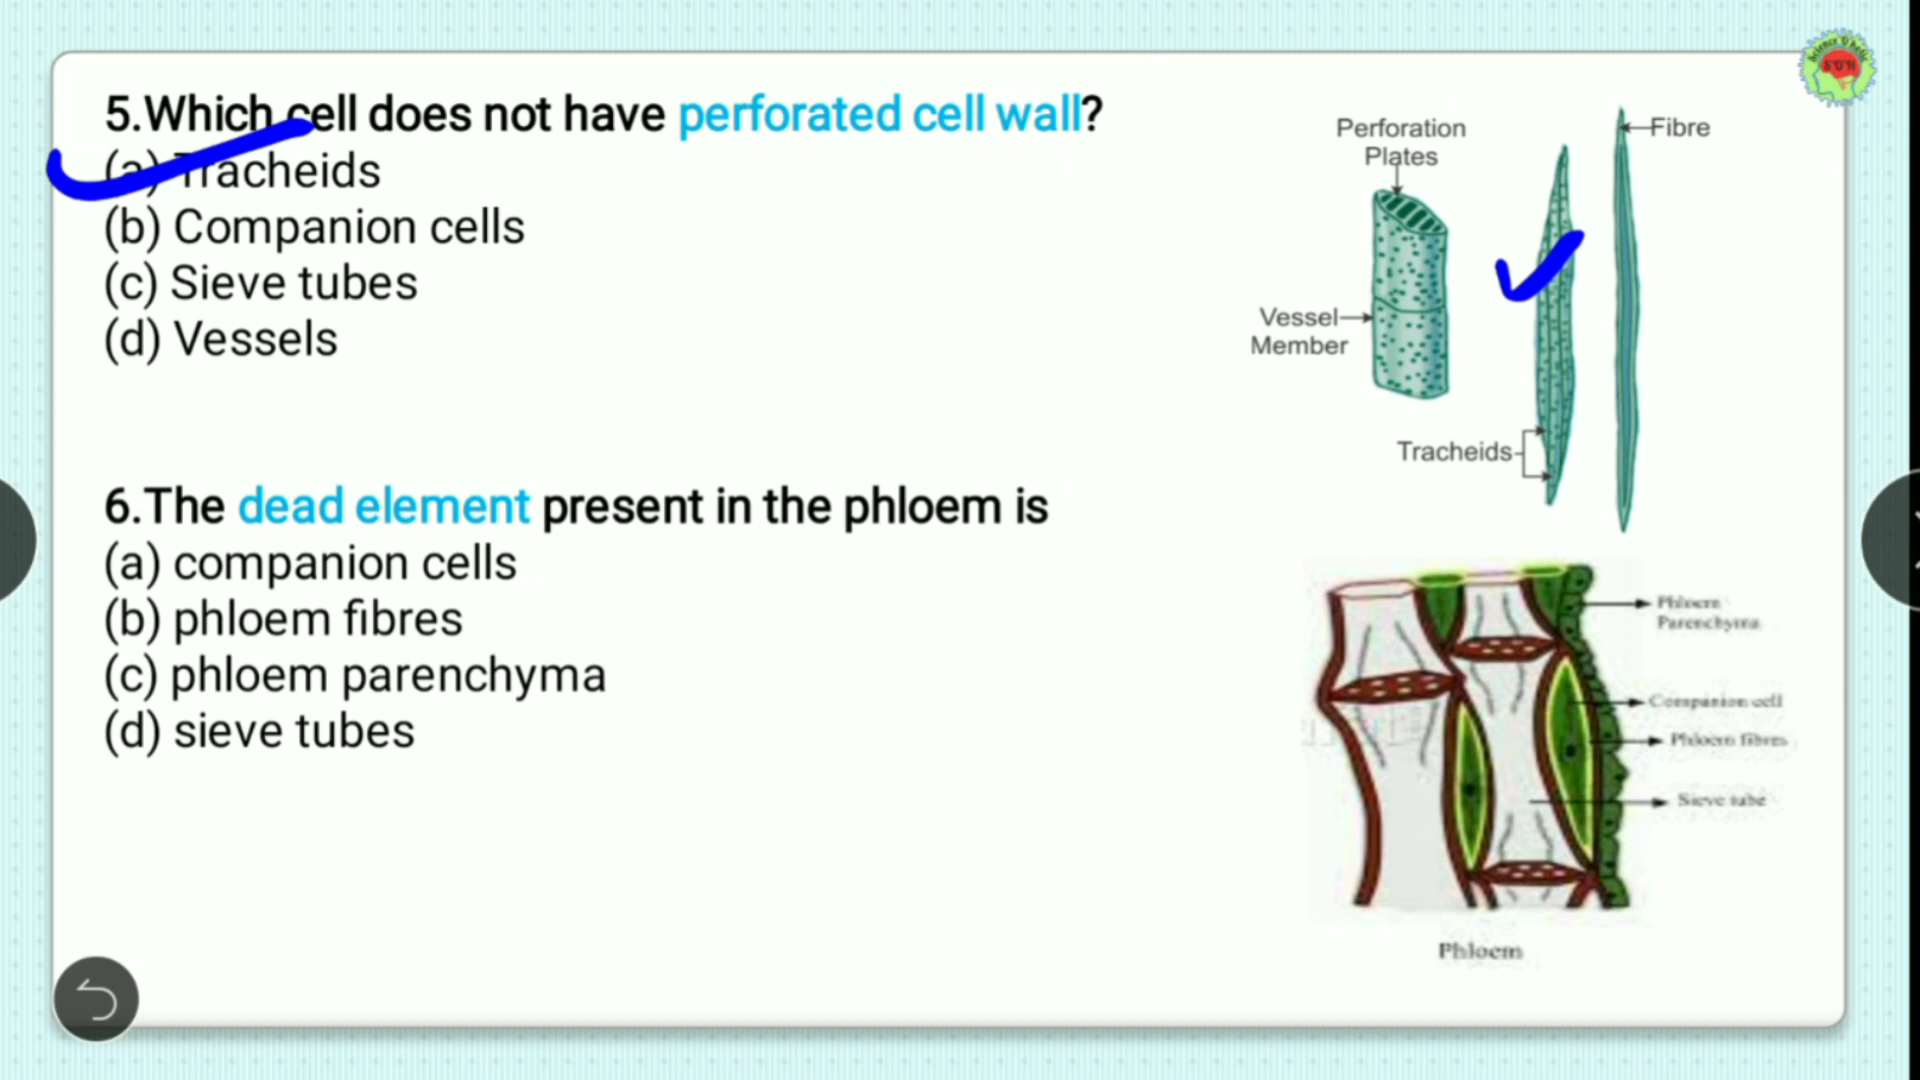 5.Which cell does not have perforated cell wall?
(a) Tracheids
(b) Companion cells
(c) Sieve tubes
(d) Vessels
6.The dead element present in the phloem is
(a) companion cells
(b) phloem fibres
(c) phloem parenchyma
(d) sieve tubes
Perforation
Plates
Fibre
Vessel
Member
Tracheids
Phloem
Parenchyma
Companion cell
Phloem fibres
Sieve tube
Phloem
S'O'H